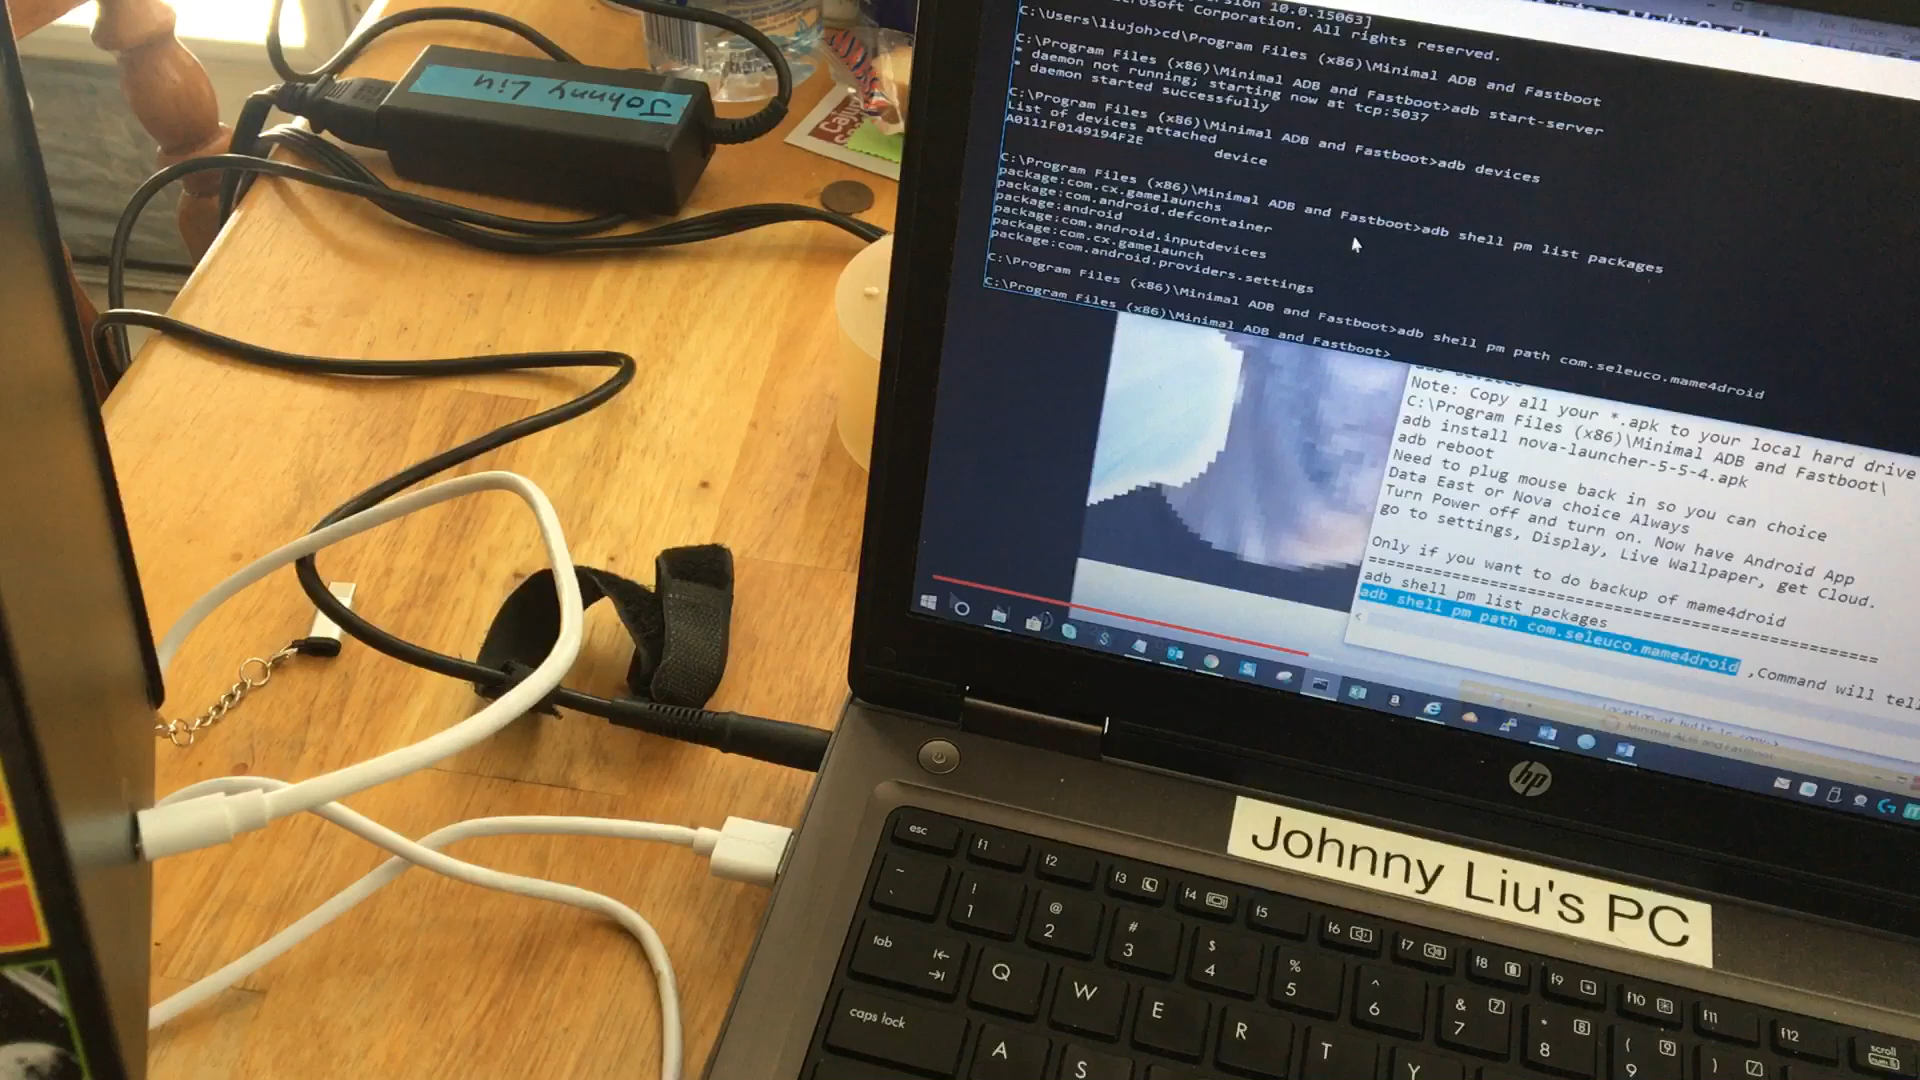 Johnny Liu
10.0.15063]
Corporation. All rights reserved.
C:\Users\liujoh>cd\Program Files (x86)\Minimal ADB and Fastboot
C:\Program Files (x86)\Minimal ADB and Fastboot>adb start-server
* daemon not running; starting now at tcp:5037
* daemon started successfully
C:\Program Files (x86)\Minimal ADB and Fastboot>adb devices
List of devices attached
A0111F0149194F2E device
C:\Program Files (x86)\Minimal ADB and Fastboot>adb shell pm list packages
package:com.cx.gamelaunchs
package:com.android.defcontainer
package:android
package:com.android.inputdevices
package:com.cx.gamelaunch
package:com.android.providers.settings
C:\Program Files (x86)\Minimal ADB and Fastboot>adb shell pm path com.seleuco.mame4droid
C:\Program Files (x86)\Minimal ADB and Fastboot>
Note: Copy all your *.apk to your local hard drive
C:\Program Files (x86)\Minimal ADB and Fastboot\
adb install nova-launcher-5-5-4.apk
adb reboot
Need to plug mouse back in so you can choice
Data East or Nova choice Always
Turn Power off and turn on. Now have Android App
go to settings, Display, Live Wallpaper, get Cloud.
Only if you want to do backup of mame4droid
================================================
adb shell pm list packages
adb shell pm path com.seleuco.mame4droid ,Command will tell
hp
Johnny Liu's PC
esc f1 f2 f3 f4 f5 f6 f7 f8 f9 f10 f11 f12 scroll
! 1 @ 2 # 3 $ 4 % 5 ^ 6 & 7 * 8 ( 9 )
tab Q W E R T Y
caps lock A S